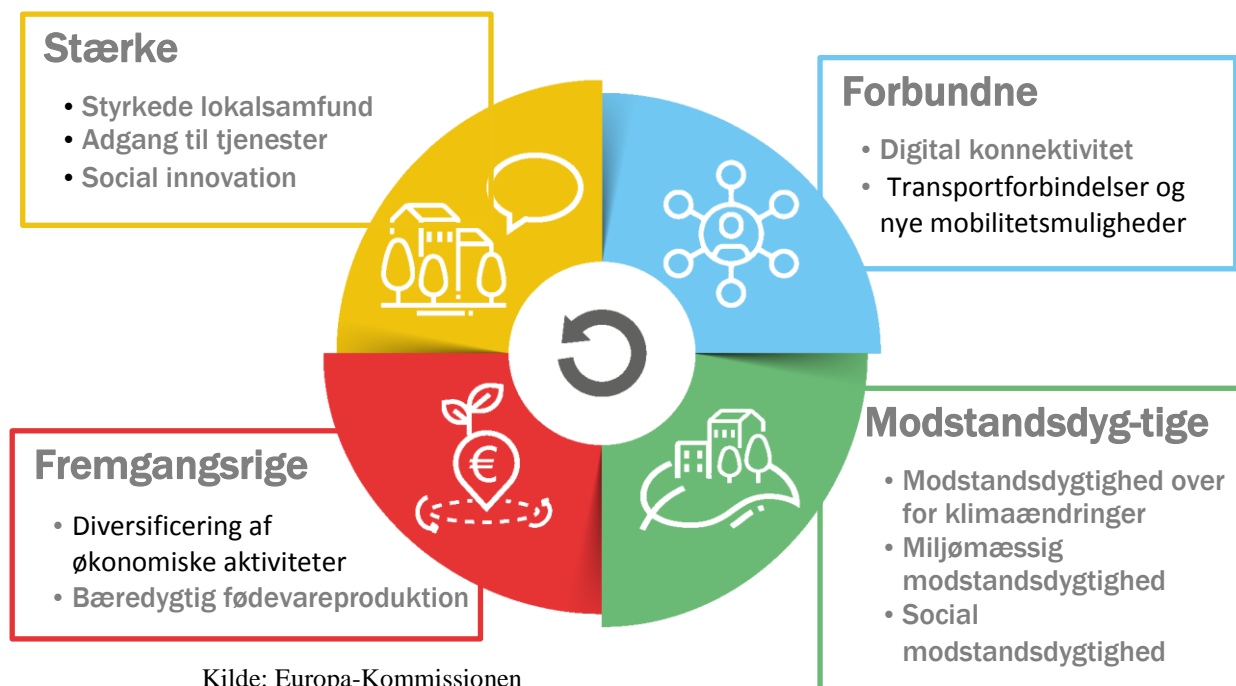 Stærke
• Styrkede lokalsamfund
• Adgang til tjenester
• Social innovation
Forbundne
• Digital konnektivitet
• Transportforbindelser og
nye mobilitetsmuligheder
Fremgangsrige
• Diversificering af
økonomiske aktiviteter
• Bæredygtig fødevareproduktion
€
Modstandsdyg-tige
• Modstandsdygtighed over
for klimaændringer
• Miljømæssig
modstandsdygtighed
• Social
modstandsdygtighed
Kilde: Europa-Kommissionen